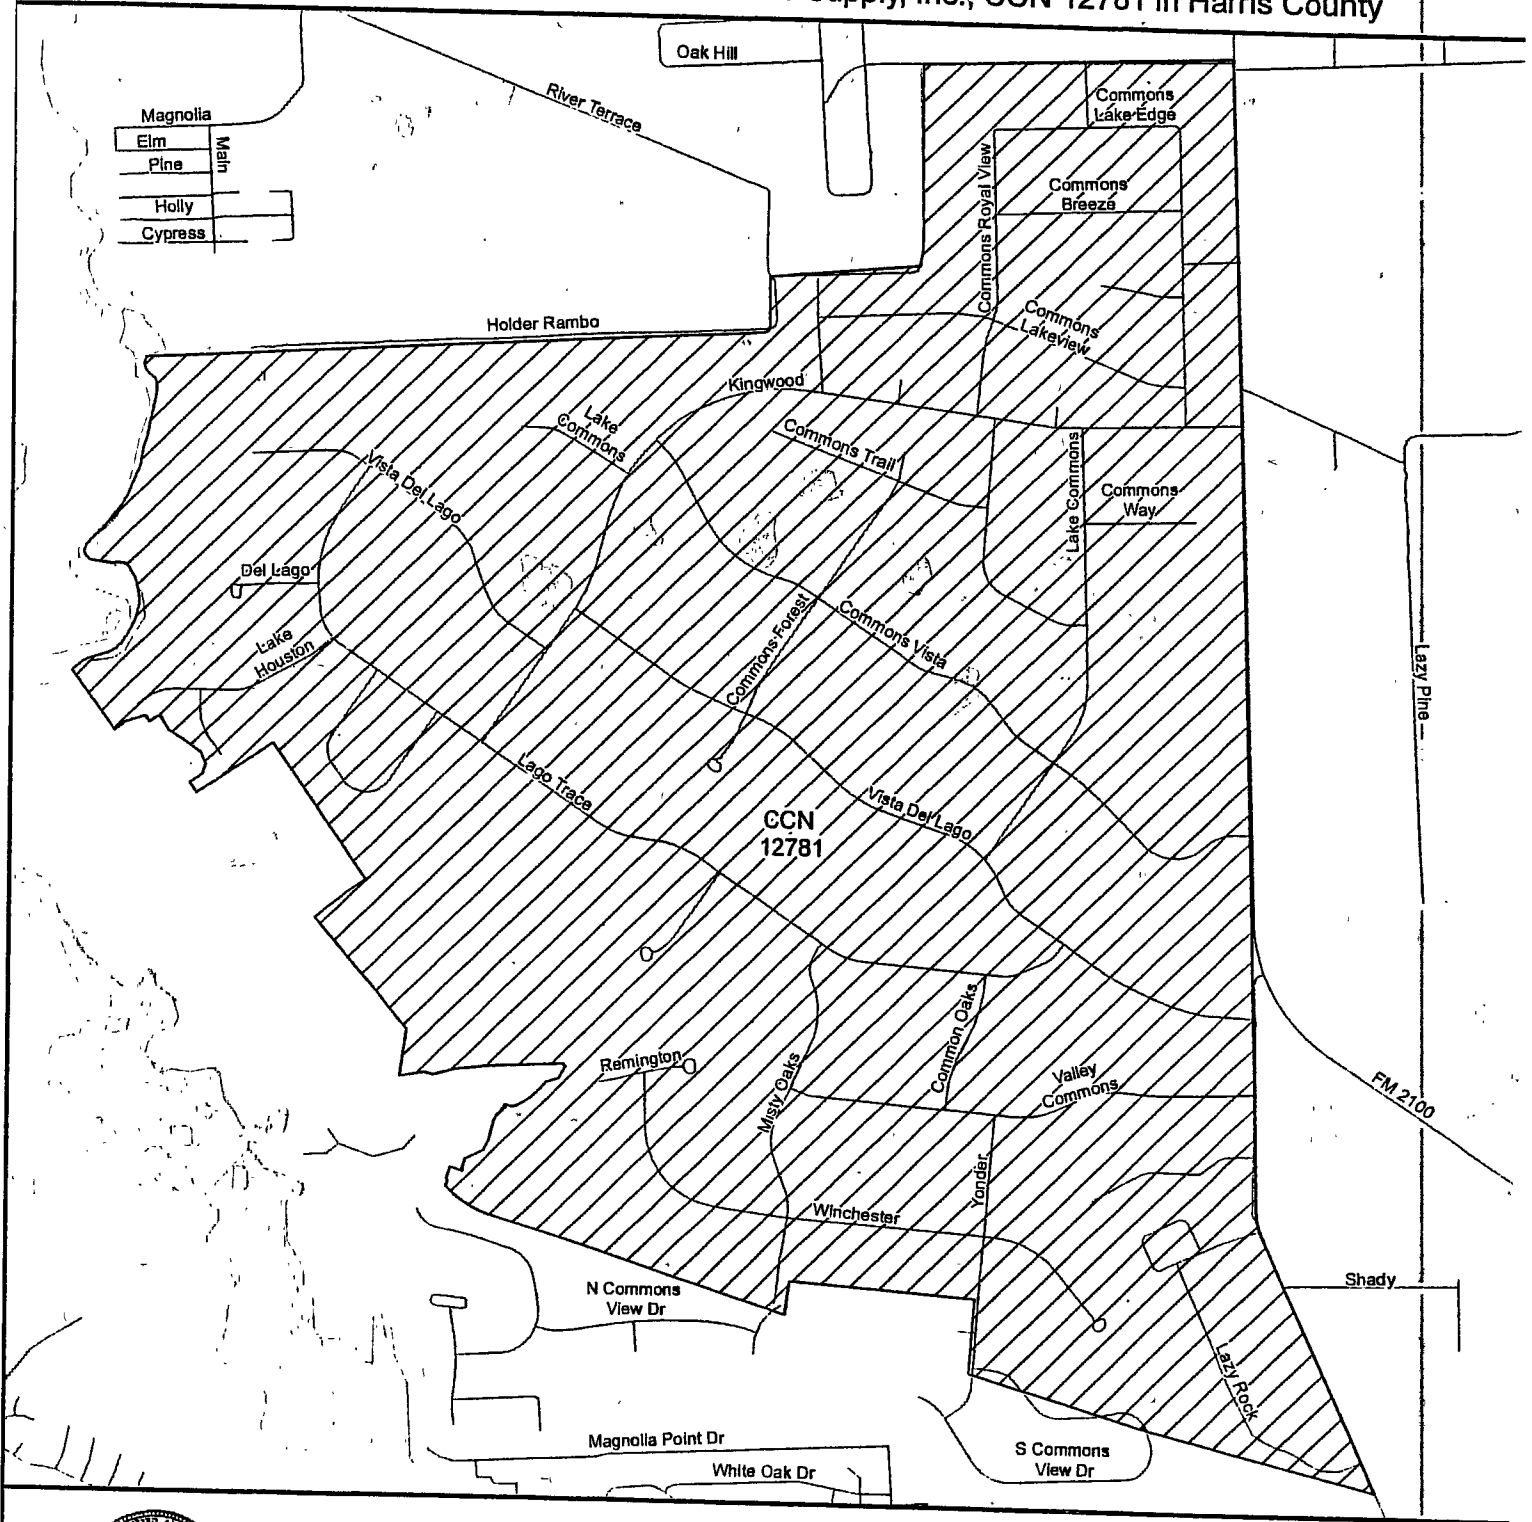 Supply, Inc., CCN 12781 in Harris County
Oak Hill
River Terrace
Magnolia
Elm
Main
Pine
Holly
Cypress
Commons
Lake Edge
Commons Royal View
Commons
Breeze
Commons
Lakeview
Holder Rambo
Kingwood
Lake
Commons
Commons Trail
Vista Del Lago
Lake Commons
Commons
Way
Del Lago
Lake
Houston
Commons Forest
Commons Vista
Lazy Pine
Lago Trace
Vista Del Lago
CCN
12781
Remington
Misty Oaks
Common Oaks
Valley
Commons
FM 2100
Yonder
Winchester
N Commons
View Dr
Shady
Lazy Rock
Magnolia Point Dr
White Oak Dr
S Commons
View Dr